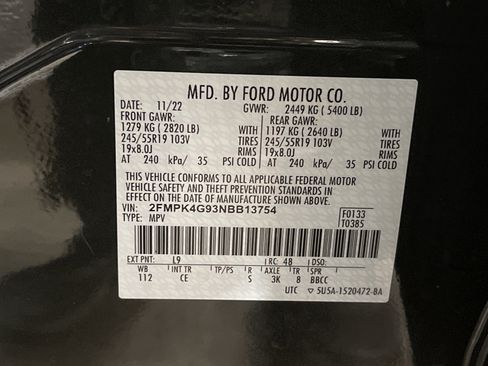 MFD. BY FORD MOTOR CO.
DATE: 11/22 GVWR: 2449 KG ( 5400 LB)
FRONT GAWR: REAR GAWR:
1279 KG ( 2820 LB) WITH 1197 KG ( 2640 LB) WITH
245/55R19 103V TIRES 245/55R19 103V TIRES
19x8.0J RIMS 19x8.0J RIMS
AT 240 kPa/ 35 PSI COLD AT 240 kPa/ 35 PSI COLD
THIS VEHICLE CONFORMS TO ALL APPLICABLE FEDERAL MOTOR
VEHICLE SAFETY AND THEFT PREVENTION STANDARDS IN
EFFECT ON THE DATE OF MANUFACTURE SHOWN ABOVE.
VIN: 2FMPK4G93NBB13754 F0133
TYPE: MPV T0385
EXT PNT: L9 RC: 48 DSO:
WB INT TR TP/PS R AXLE TR SPR
112 CE S 3K 8 BBCC
UTC ▽ 5U5A-1520472-BA